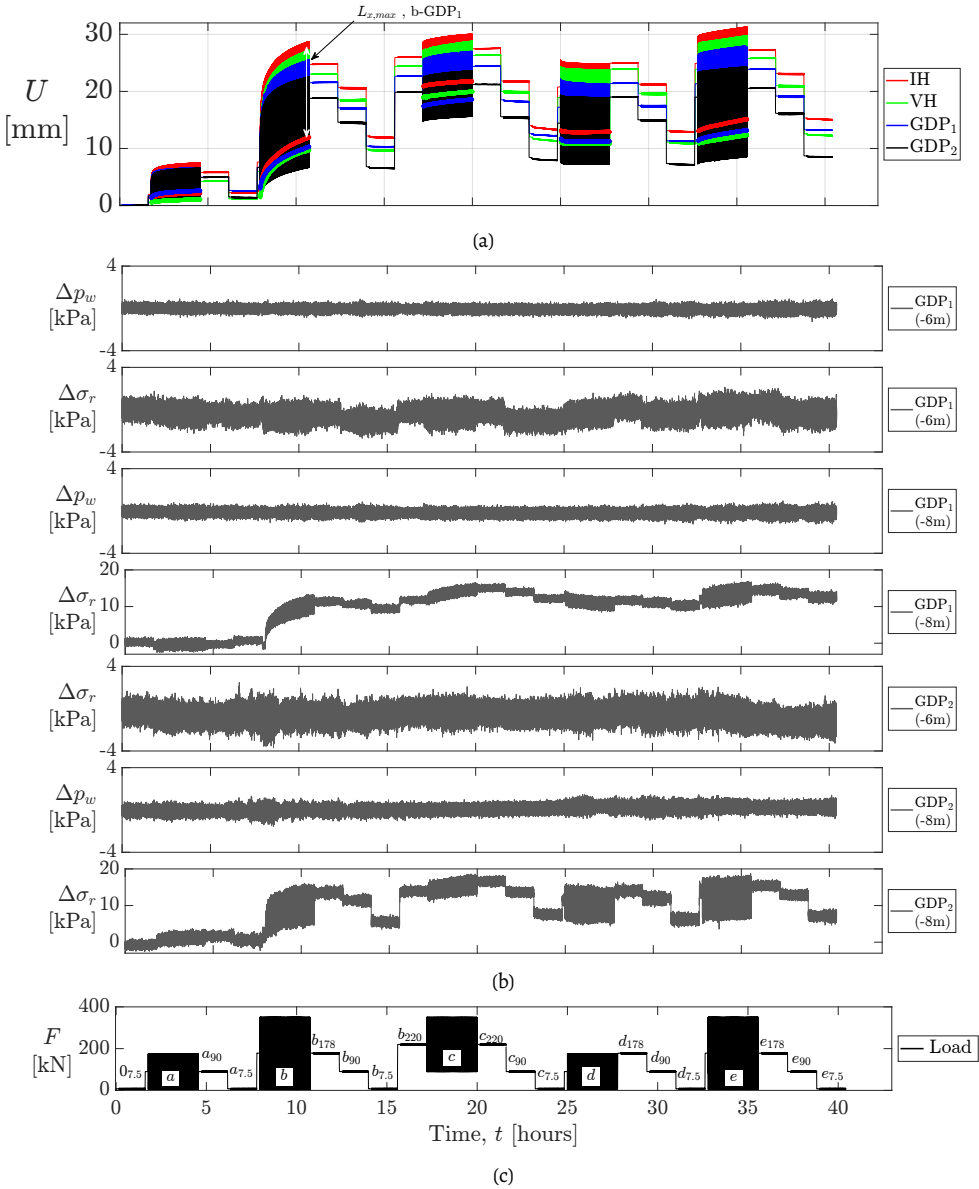 L_{x,max} , b-GDP_1
30
20
10
0
U
[mm]
IH
VH
GDP_1
GDP_2
(a)
4
Δp_w
[kPa]
-4
GDP_1
(-6m)
4
Δσ_r
[kPa]
-4
GDP_1
(-6m)
4
Δp_w
[kPa]
-4
GDP_1
(-8m)
20
Δσ_r
10
[kPa]
0
GDP_1
(-8m)
4
Δσ_r
[kPa]
-4
GDP_2
(-6m)
4
Δp_w
[kPa]
-4
GDP_2
(-8m)
20
Δσ_r
10
[kPa]
0
GDP_2
(-8m)
(b)
400
F
200
[kN]
0
0_{7.5} a a_{90} a_{7.5} b b_{178} b_{90} b_{7.5} b_{220} c c_{220} c_{90} c_{7.5} d d_{178} d_{90} d_{7.5} e e_{178} e_{90} e_{7.5}
Load
0 5 10 15 20 25 30 35 40
Time, t [hours]
(c)